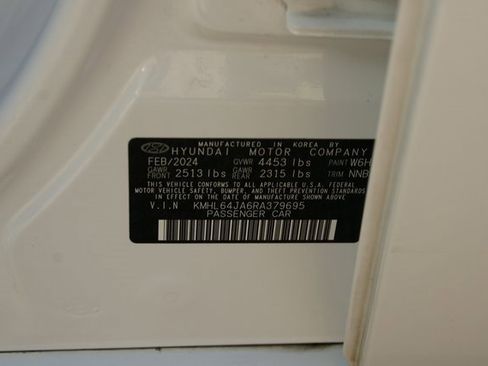 MANUFACTURED IN KOREA BY
HYUNDAI MOTOR COMPANY
FEB/2024 GVWR 4453 lbs PAINT W6H
GAWR FRONT 2513 lbs GAWR REAR 2315 lbs TRIM NNB
THIS VEHICLE CONFORMS TO ALL APPLICABLE U.S.A. FEDERAL
MOTOR VEHICLE SAFETY, BUMPER, AND THEFT PREVENTION
STANDARDS IN EFFECT ON THE DATE OF MANUFACTURE SHOWN ABOVE.
V.I.N KMHL64JA6RA379695
PASSENGER CAR